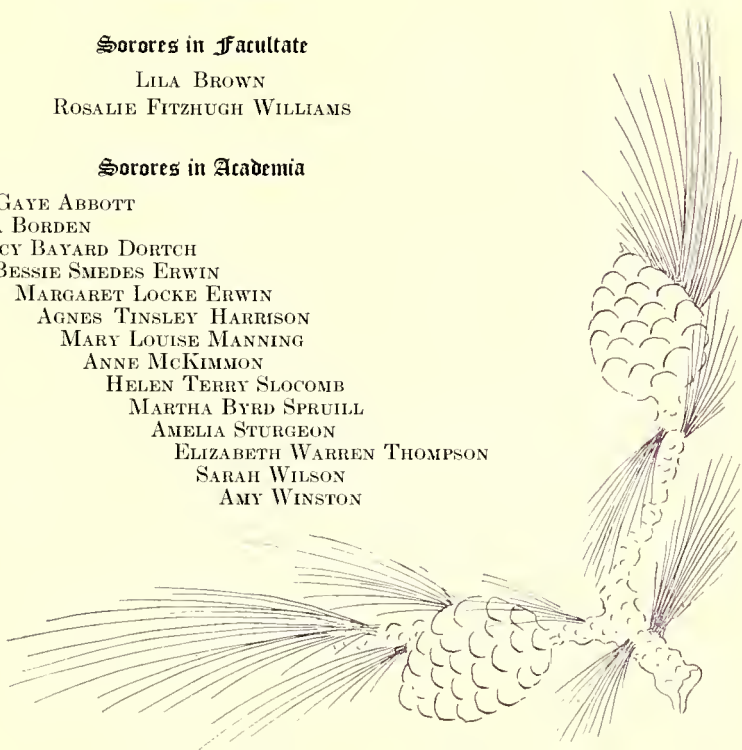 Sorores in Facultate
Lila Brown
Rosalie Fitzhugh Williams
Sorores in Academia
Gaye Abbott
Borden
Bayard Dortch
Bessie Smedes Erwin
Margaret Locke Erwin
Agnes Tinsley Harrison
Mary Louise Manning
Anne McKimmon
Helen Terry Slocomb
Martha Byrd Spruill
Amelia Sturgeon
Elizabeth Warren Thompson
Sarah Wilson
Amy Winston